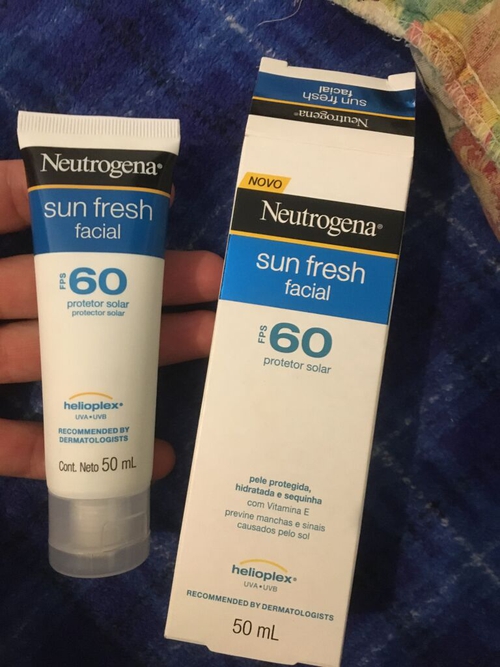 Neutrogena®
sun fresh
facial
FPS 60
protetor solar
protector solar
helioplex®
UVA•UVB
RECOMMENDED BY
DERMATOLOGISTS
Cont. Neto 50 mL
Neutrogena®
sun fresh
facial
NOVO
Neutrogena®
sun fresh
facial
FPS 60
protetor solar
pele protegida,
hidratada e sequinha
com Vitamina E
previne manchas e sinais
causados pelo sol
helioplex®
UVA•UVB
RECOMMENDED BY DERMATOLOGISTS
50 mL